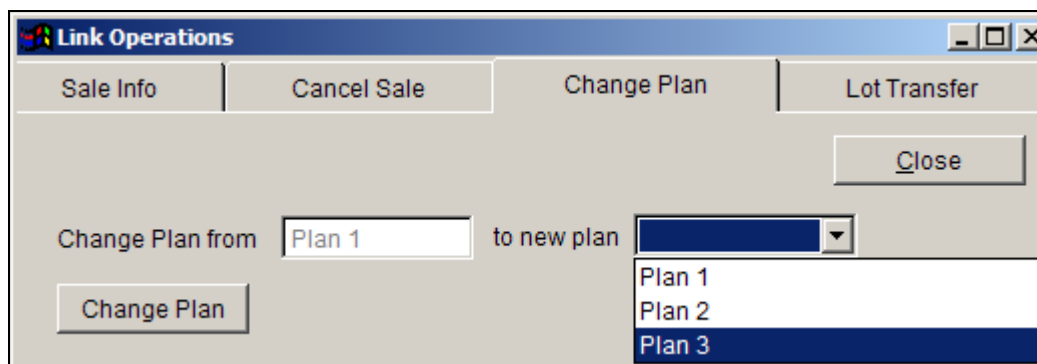 Link Operations
Sale Info Cancel Sale Change Plan Lot Transfer
Close
Change Plan from Plan 1 to new plan
Plan 1
Change Plan Plan 2
Plan 3